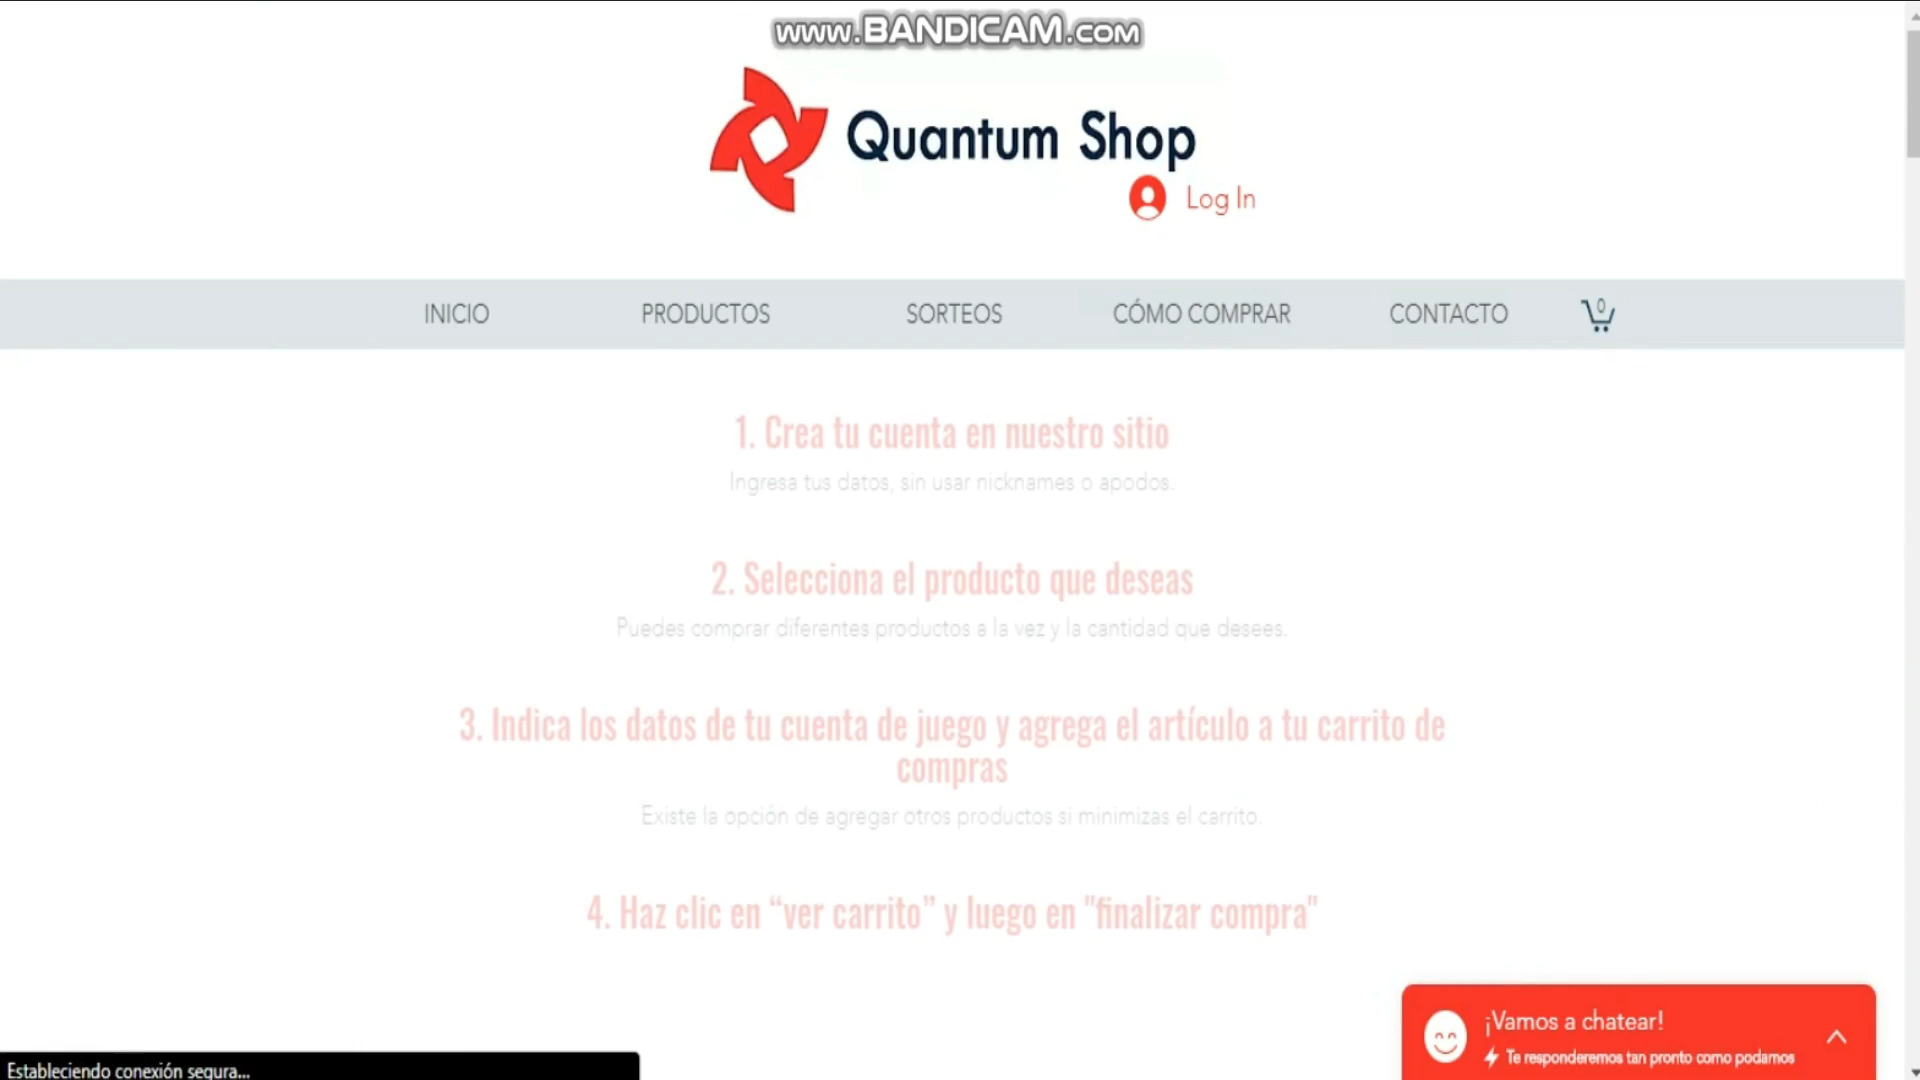 www.BANDICAM.com
Quantum Shop
Log In
INICIO PRODUCTOS SORTEOS CÓMO COMPRAR CONTACTO 0
1. Crea tu cuenta en nuestro sitio
Ingresa tus datos, sin usar nicknames o apodos.
2. Selecciona el producto que deseas
Puedes comprar diferentes productos a la vez y la cantidad que desees.
3. Indica los datos de tu cuenta de juego y agrega el artículo a tu carrito de
compras
Existe la opción de agregar otros productos si minimizas el carrito.
4. Haz clic en “ver carrito” y luego en "finalizar compra"
¡Vamos a chatear!
Te responderemos tan pronto como podamos
Estableciendo conexión segura...